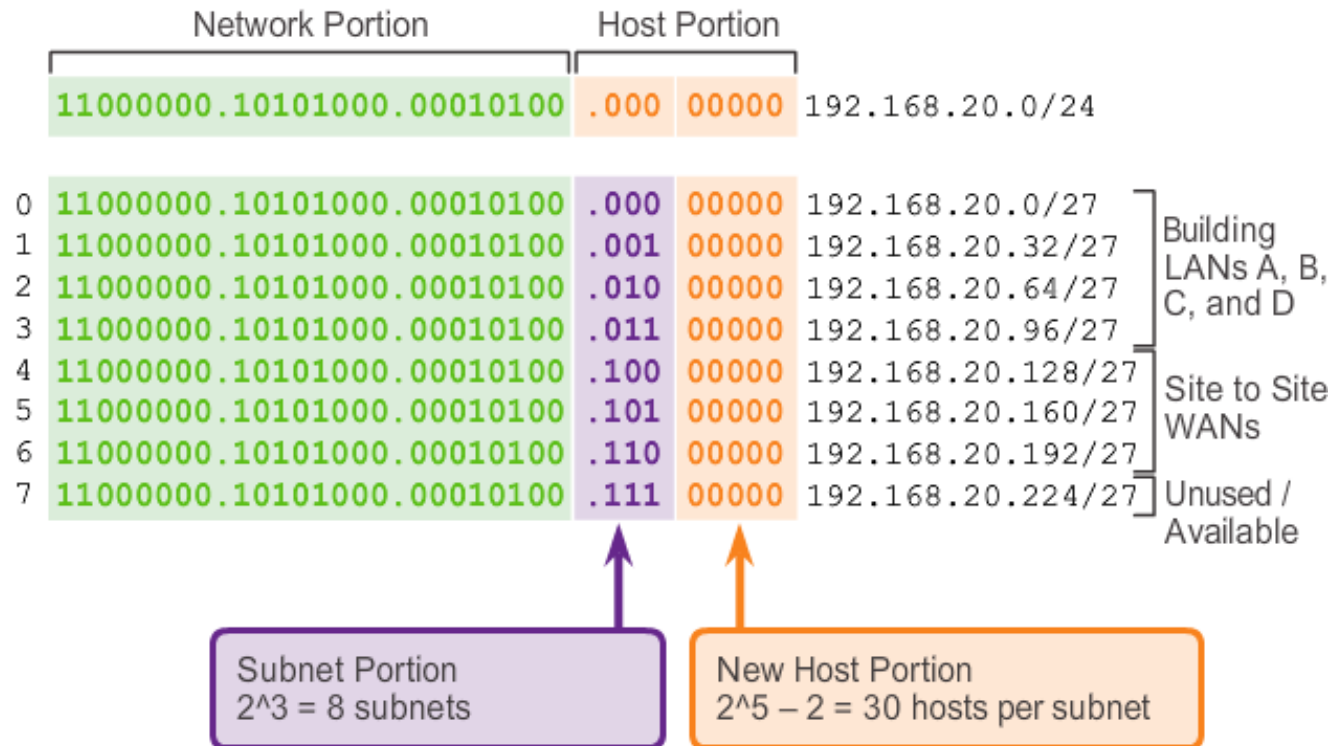 Network Portion Host Portion
11000000.10101000.00010100 .000 00000 192.168.20.0/24
0 11000000.10101000.00010100 .000 00000 192.168.20.0/27
1 11000000.10101000.00010100 .001 00000 192.168.20.32/27
2 11000000.10101000.00010100 .010 00000 192.168.20.64/27
3 11000000.10101000.00010100 .011 00000 192.168.20.96/27
Building
LANs A, B,
C, and D
4 11000000.10101000.00010100 .100 00000 192.168.20.128/27
5 11000000.10101000.00010100 .101 00000 192.168.20.160/27
6 11000000.10101000.00010100 .110 00000 192.168.20.192/27
Site to Site
WANs
7 11000000.10101000.00010100 .111 00000 192.168.20.224/27
Unused /
Available
Subnet Portion
2^3 = 8 subnets
New Host Portion
2^5 – 2 = 30 hosts per subnet